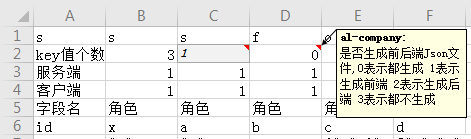 A B C D E F
1 s s s f o al-company:
2 key值个数 3 1 0 是否生成前后端Json文
3 服务端 1 1 1 件,0表示都生成 1表示
4 客户端 1 1 1 生成前端 2表示生成后
5 字段名 角色 角色 角色 端 3表示都不生成
6 id x a b c d